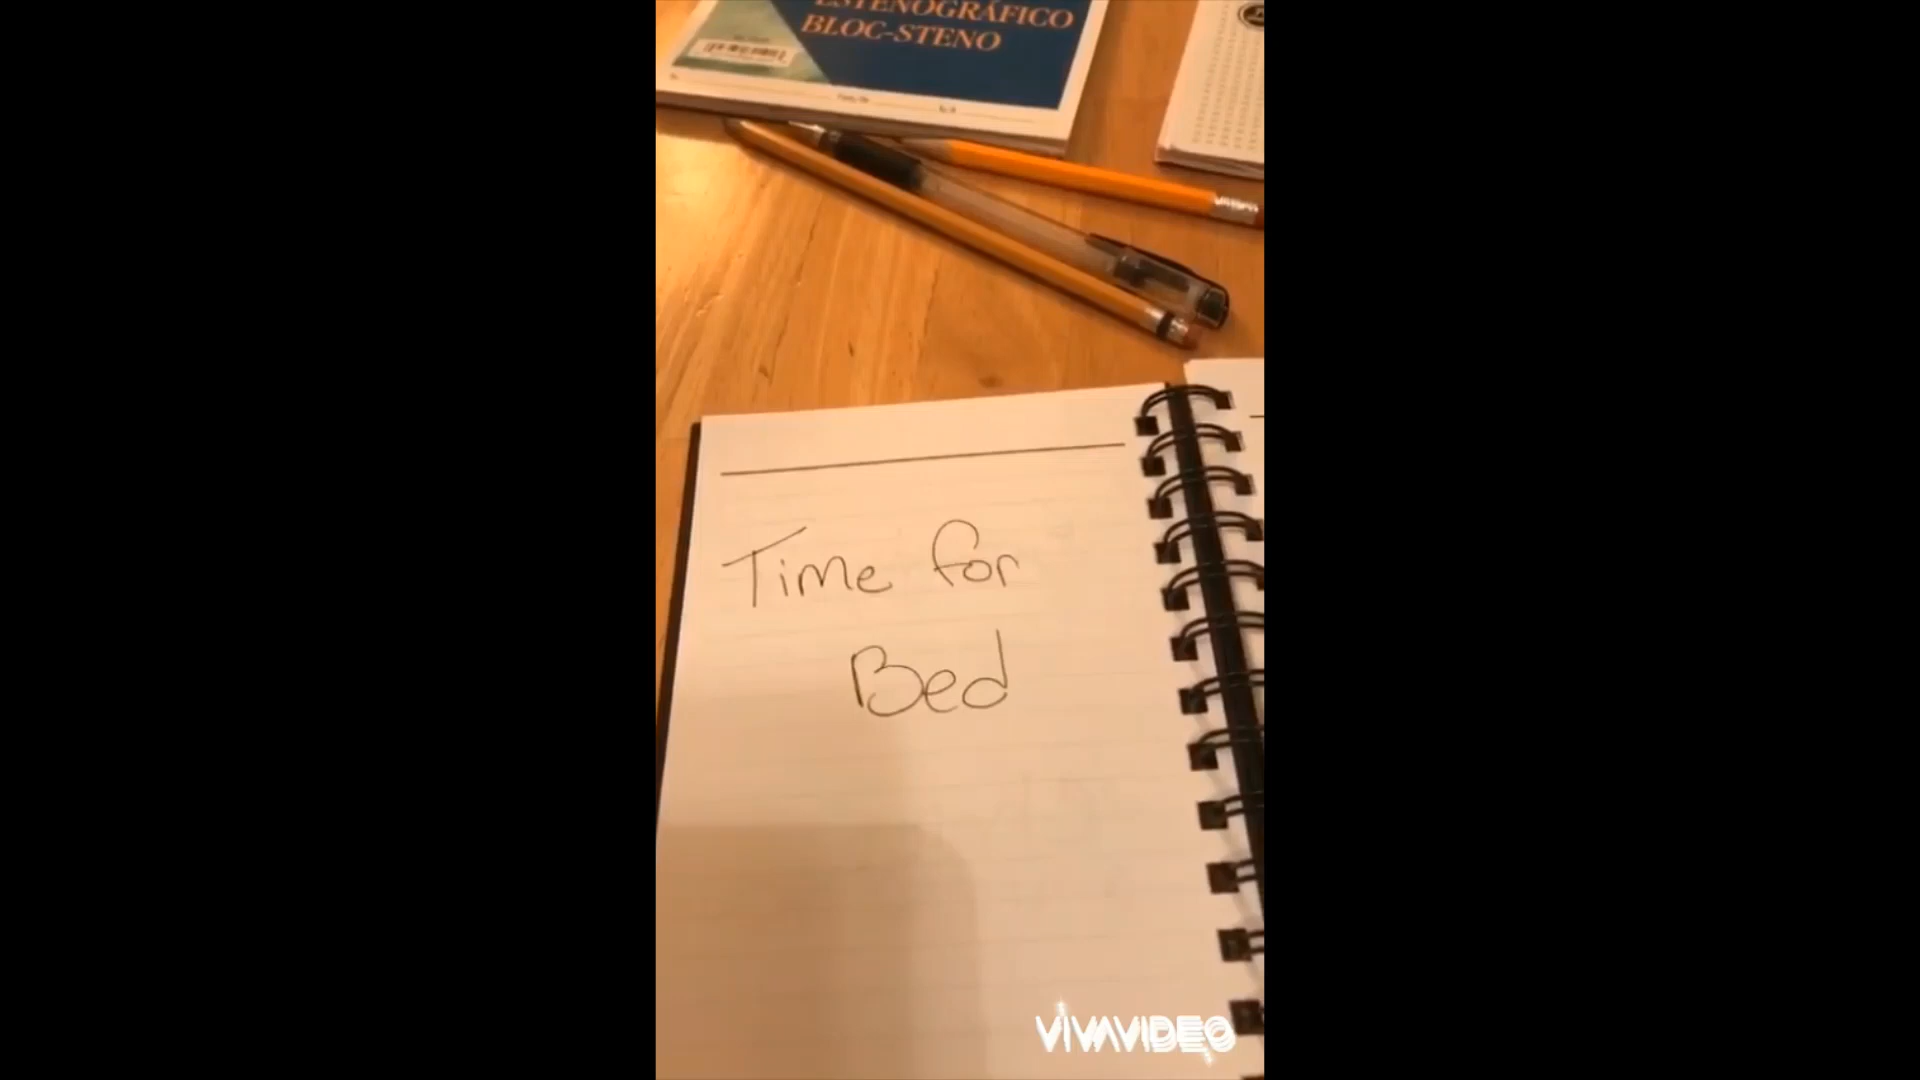 ESTENOGRÁFICO
BLOC-STENO
Time for
Bed
VIVAVIDEO